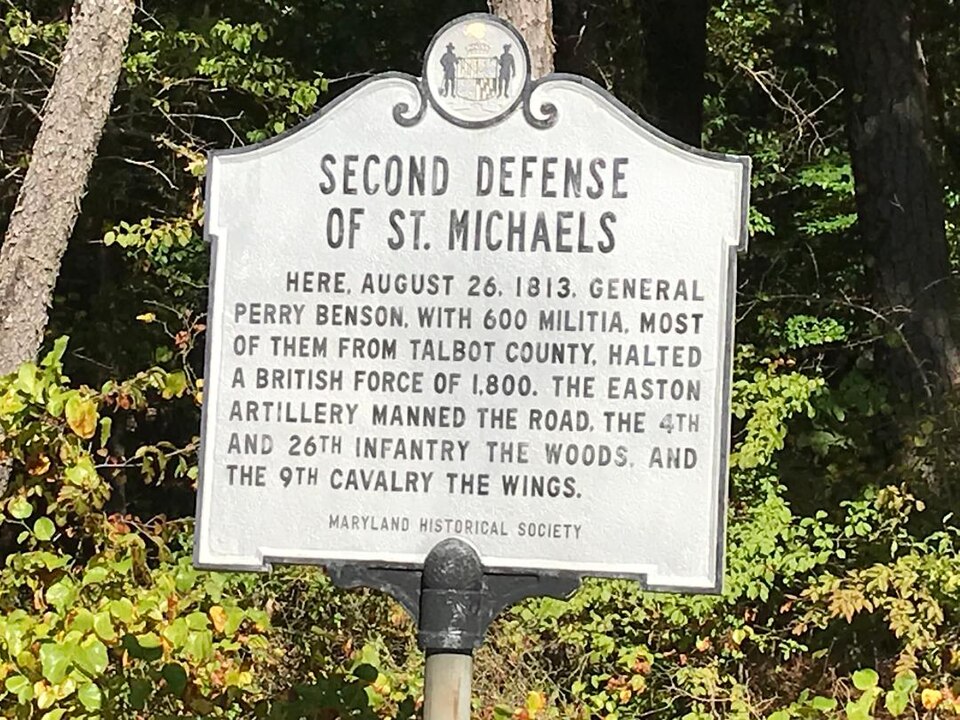 SECOND DEFENSE
OF ST. MICHAELS
HERE, AUGUST 26, 1813, GENERAL
PERRY BENSON, WITH 600 MILITIA, MOST
OF THEM FROM TALBOT COUNTY, HALTED
A BRITISH FORCE OF 1,800. THE EASTON
ARTILLERY MANNED THE ROAD, THE 4TH
AND 26TH INFANTRY THE WOODS, AND
THE 9TH CAVALRY THE WINGS.
MARYLAND HISTORICAL SOCIETY